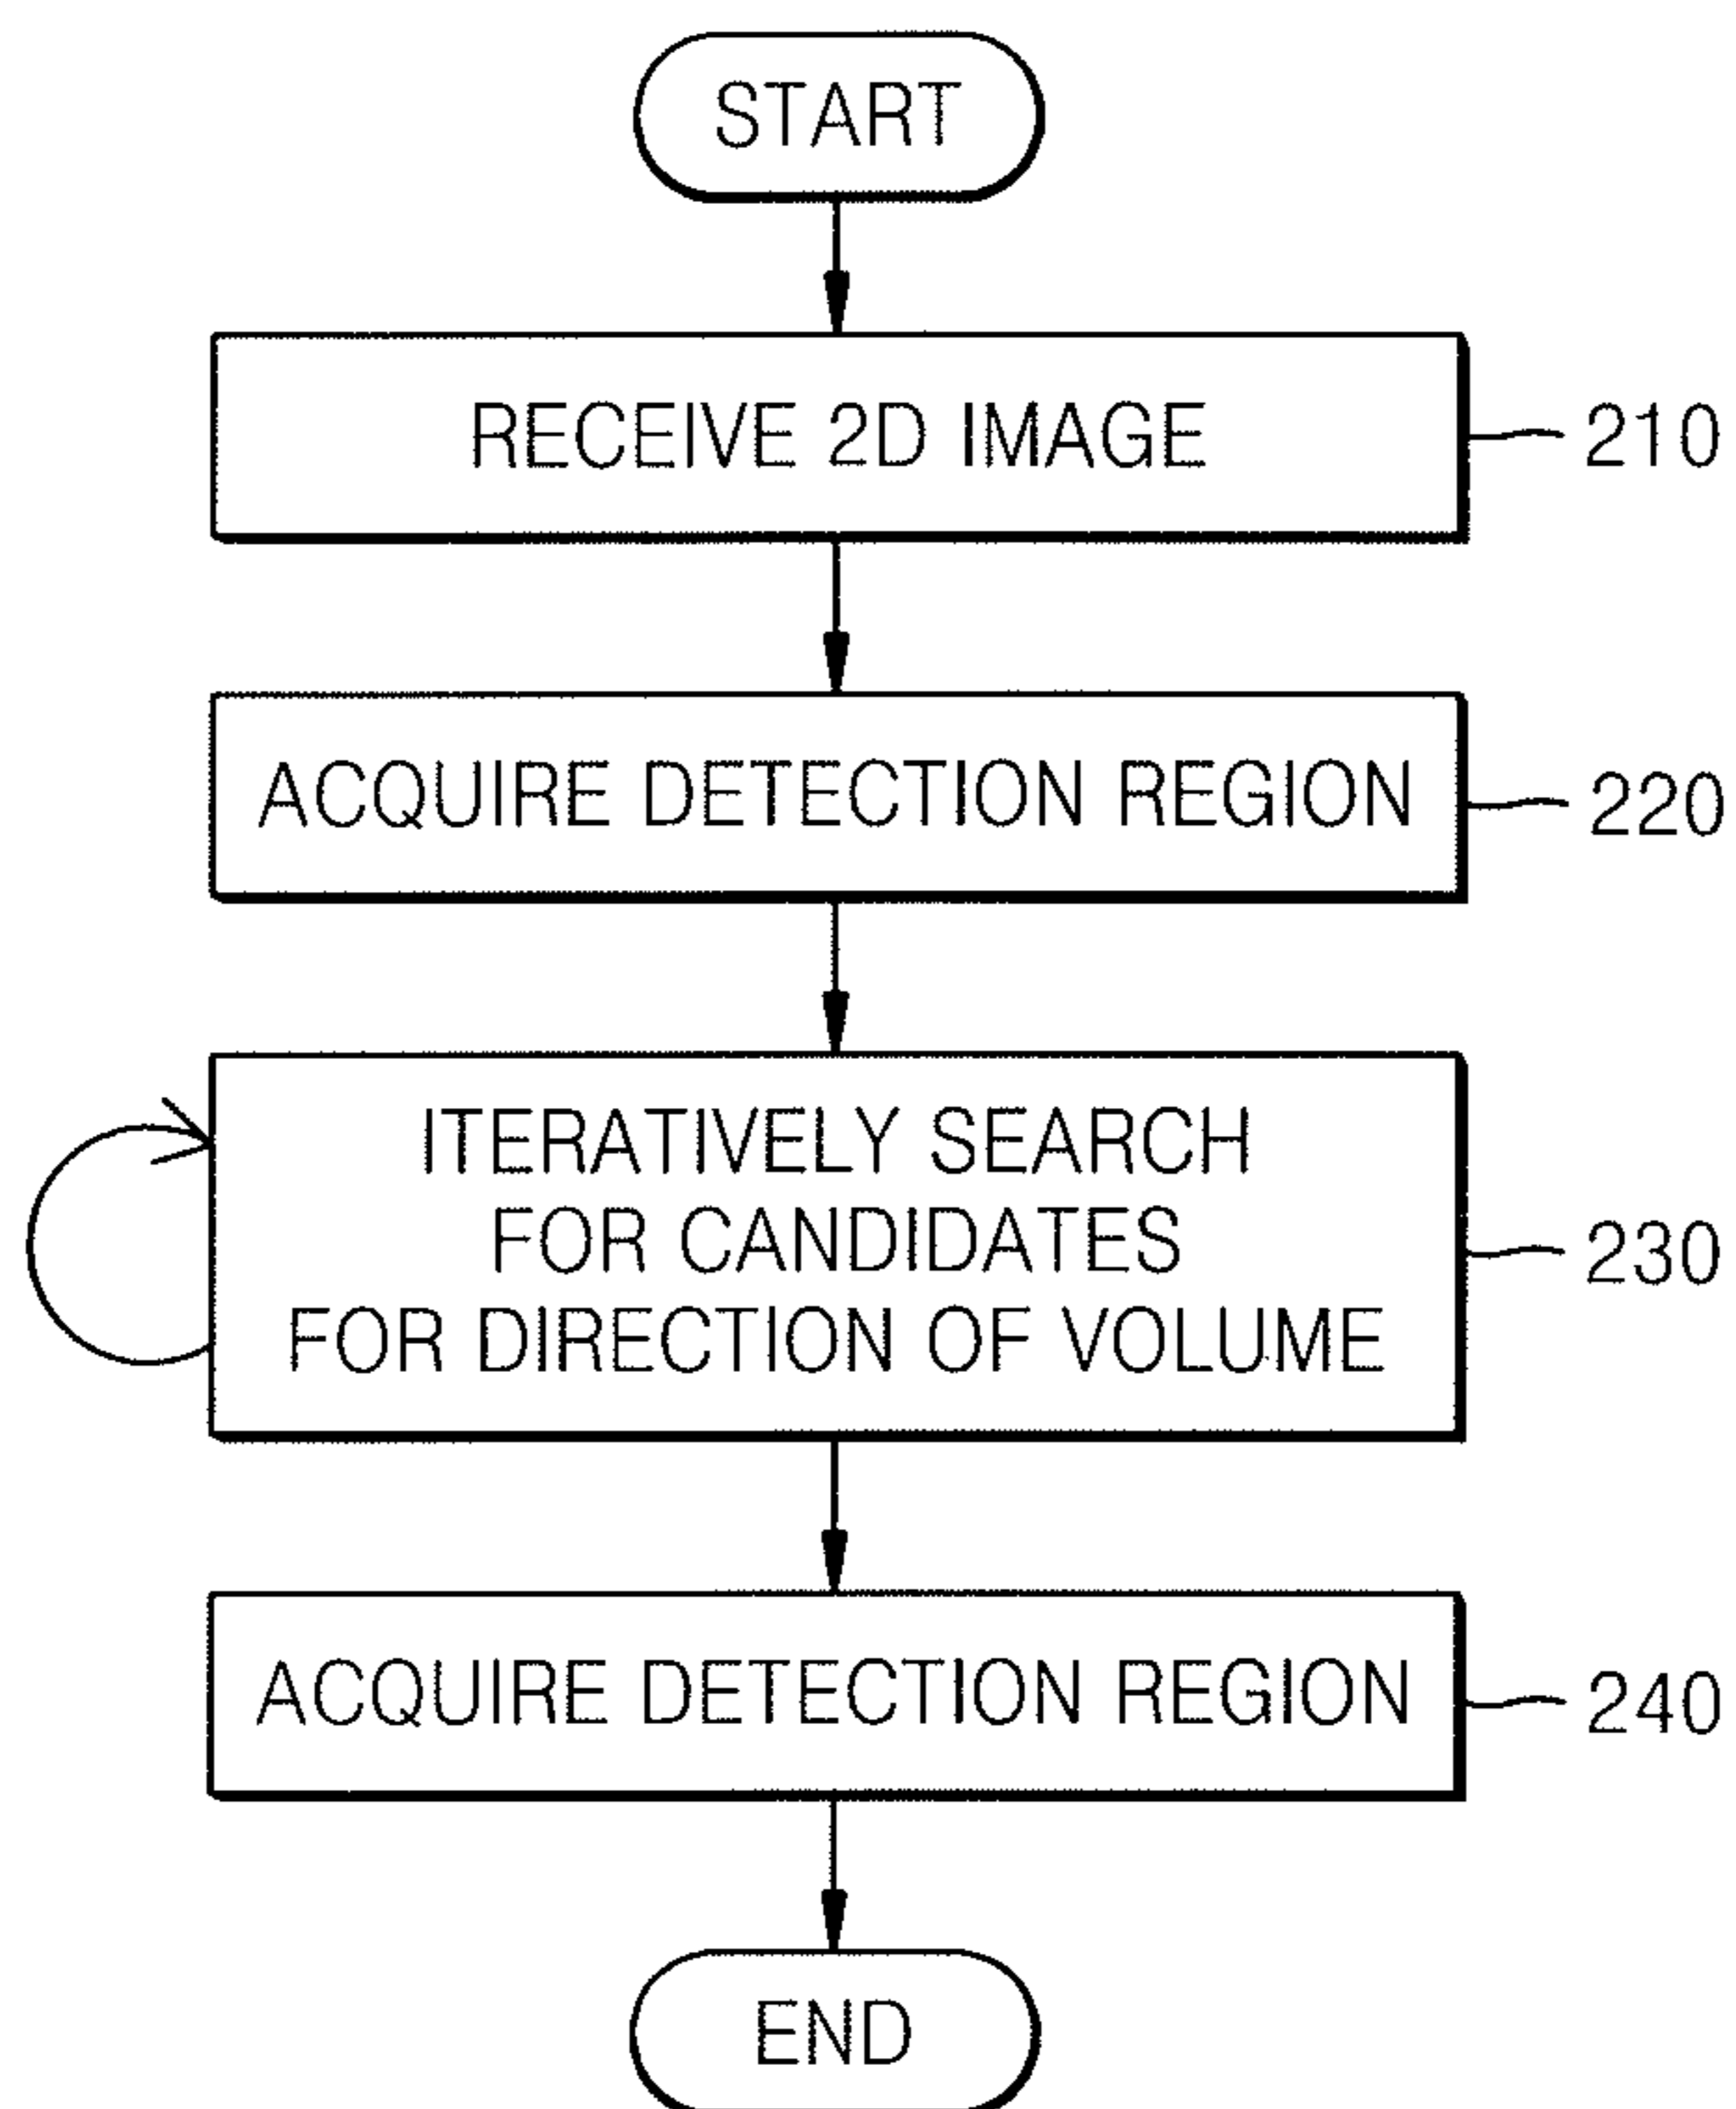 START
RECEIVE 2D IMAGE
210
ACQUIRE DETECTION REGION
220
ITERATIVELY SEARCH
FOR CANDIDATES
FOR DIRECTION OF VOLUME
230
ACQUIRE DETECTION REGION
240
END